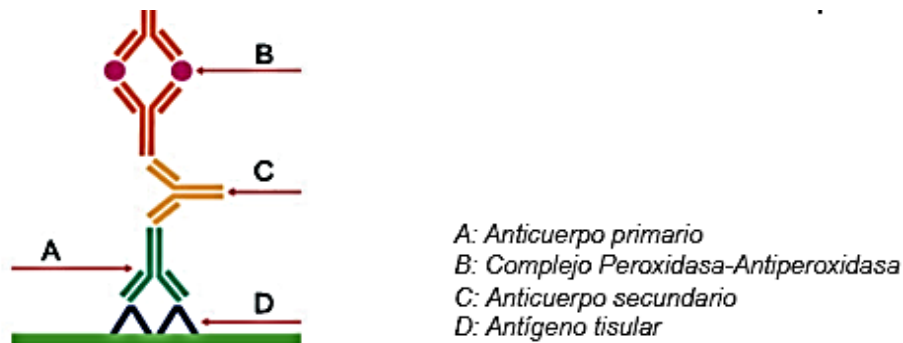 B
C
A
D
A: Anticuerpo primario
B: Complejo Peroxidasa-Antiperoxidasa
C: Anticuerpo secundario
D: Antígeno tisular